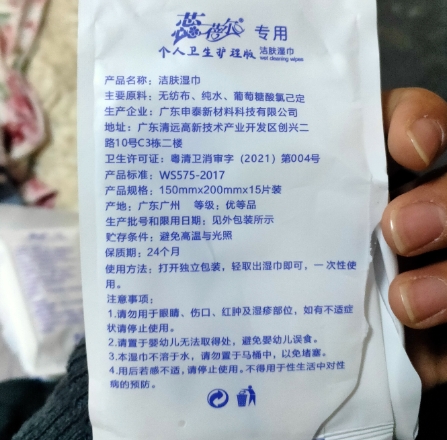 蕊蓓尔® 专用
个人卫生护理版 洁肤湿巾
wet cleaning wipes
产品名称：洁肤湿巾
主要原料：无纺布、纯水、葡萄糖酸氯己定
生产企业：广东申泰新材料科技有限公司
地址：广东清远高新技术产业开发区创兴二
路10号C3栋二楼
卫生许可证：粤清卫消审字（2021）第004号
产品标准：WS575-2017
产品规格：150mmx200mmx15片装
产地：广东广州 等级：优等品
生产批号和限用日期：见外包装所示
贮存条件：避免高温与光照
保质期：24个月
使用方法：打开独立包装，轻取出湿巾即可，一次性使
用。
注意事项：
1.请勿用于眼睛、伤口、红肿及湿疹部位，如有不适症
状请停止使用。
2.请置于婴幼儿无法取得处，避免婴幼儿误食。
3.本湿巾不溶于水，请勿置于马桶中，以免堵塞。
4.用后若感不适，请停止使用。不得用于性生活中对性
病的预防。